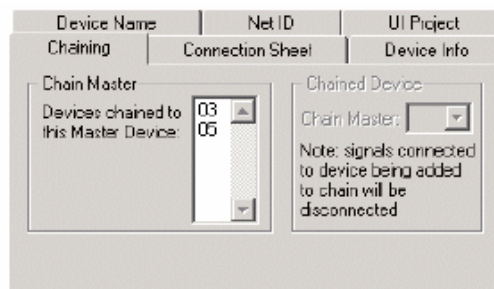 Device Name Net ID UI Project
Chaining Connection Sheet Device Info
Chain Master
Devices chained to
this Master Device:
03
05
Chained Device
Chain Master:
Note: signals connected
to device being added
to chain will be
disconnected